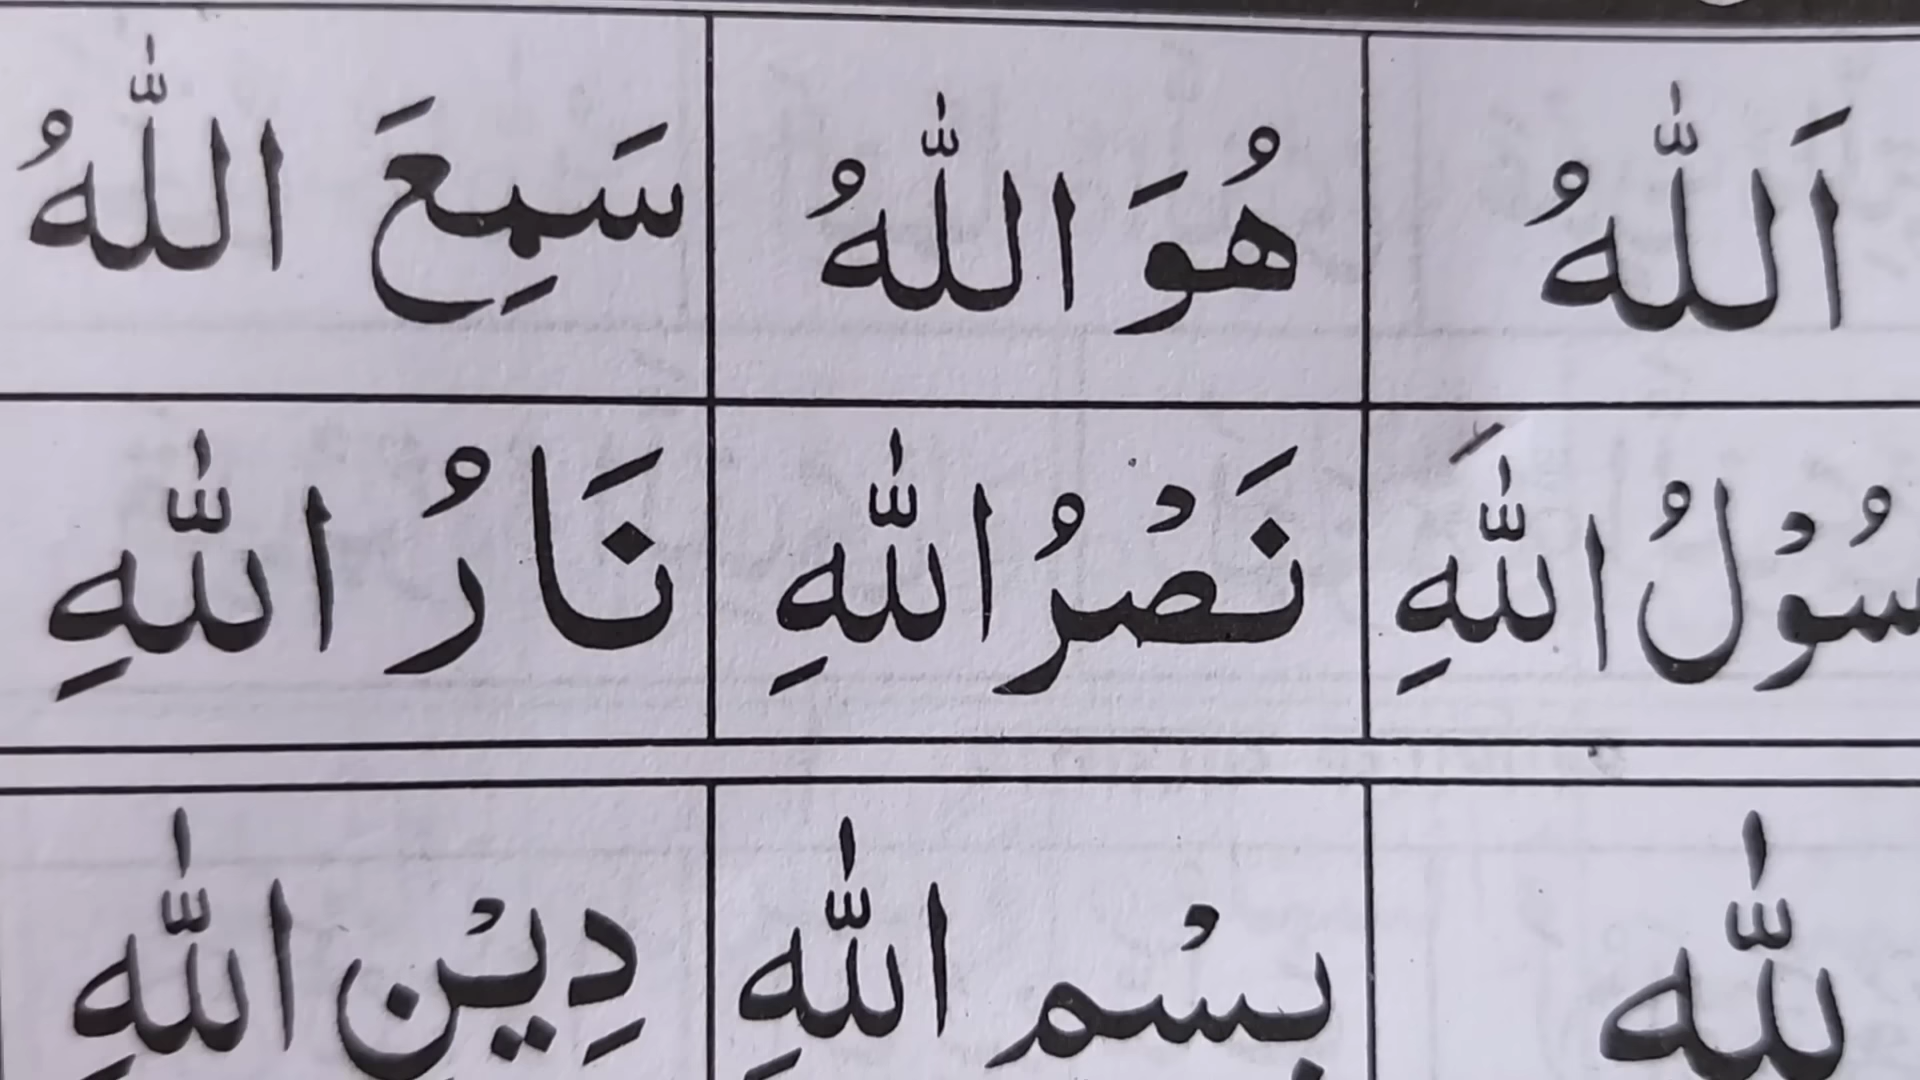 اَللّٰهُ هُوَ اللّٰهُ سَمِعَ اللّٰهُ
سُوْلُ اللّٰهِ نَصْرُ اللّٰهِ نَارُ اللّٰهِ
لِلّٰهِ بِسْمِ اللّٰهِ دِيْنِ اللّٰهِ